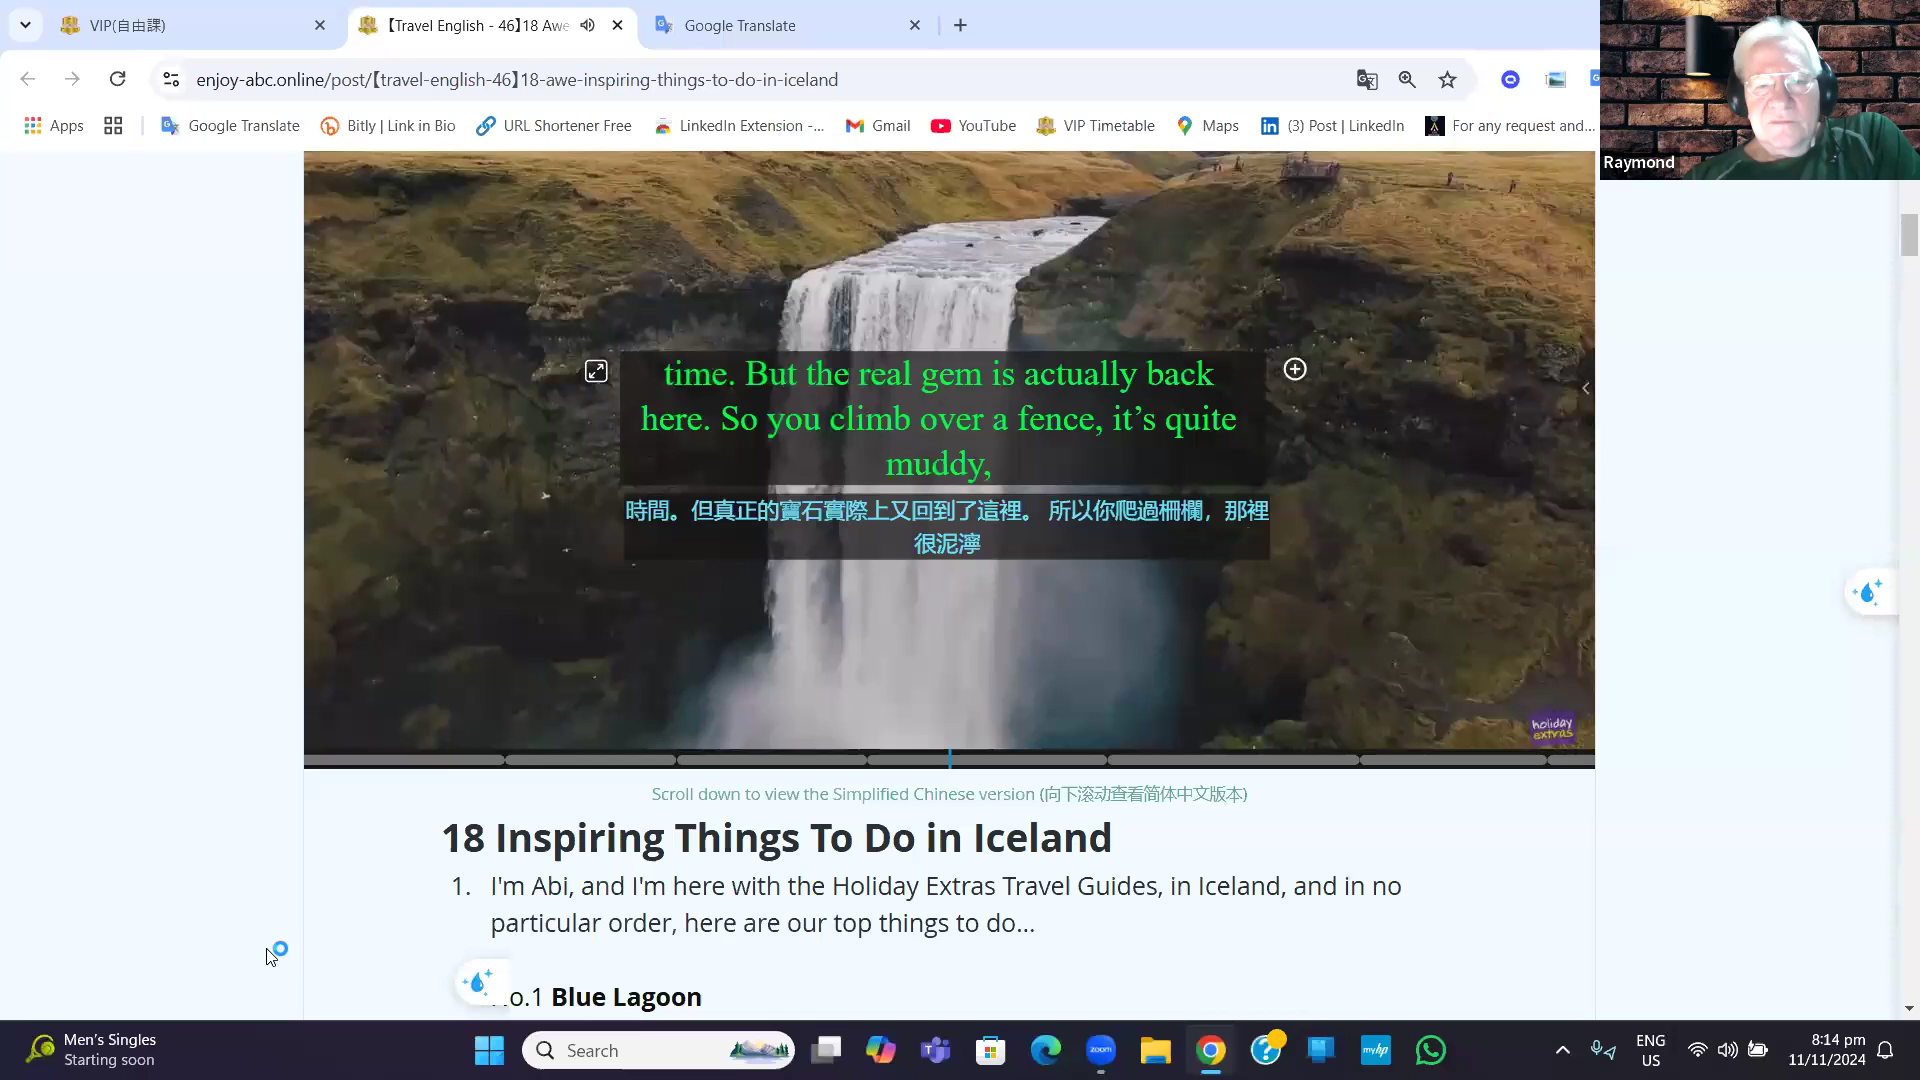 VIP(自由課)
【Travel English - 46】18 Awe
Google Translate
enjoy-abc.online/post/【travel-english-46】18-awe-inspiring-things-to-do-in-iceland
Apps
Google Translate
Bitly | Link in Bio
URL Shortener Free
LinkedIn Extension -...
Gmail
YouTube
VIP Timetable
Maps
(3) Post | LinkedIn
For any request and...
Raymond
time. But the real gem is actually back
here. So you climb over a fence, it's quite
muddy,
時間。但真正的寶石實際上又回到了這裡。 所以你爬過柵欄，那裡
很泥濘
holiday
extras
Scroll down to view the Simplified Chinese version (向下滚动查看简体中文版本)
18 Inspiring Things To Do in Iceland
1. I'm Abi, and I'm here with the Holiday Extras Travel Guides, in Iceland, and in no
particular order, here are our top things to do...
o.1 Blue Lagoon
Men's Singles
Starting soon
Search
zoom
myhp
ENG
US
8:14 pm
11/11/2024